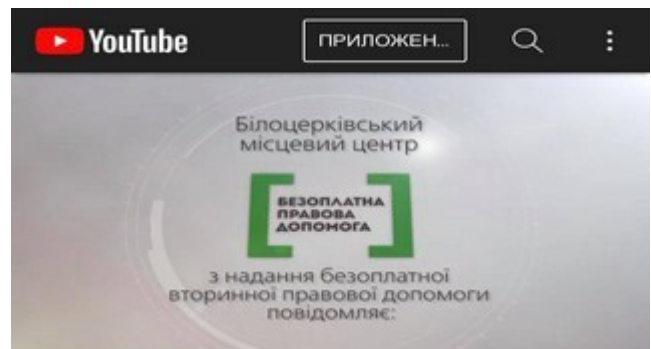 YouTube
ПРИЛОЖЕН...
Білоцерківський
місцевий центр
БЕЗОПЛАТНА
ПРАВОВА
ДОПОМОГА
з надання безоплатної
вторинної правової допомоги
повідомляє: